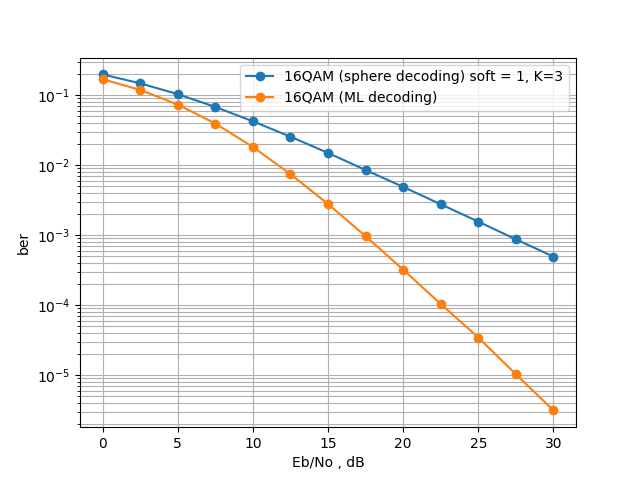 16QAM (sphere decoding) soft = 1, K=3
16QAM (ML decoding)
10⁻¹
10⁻²
10⁻³
10⁻⁴
10⁻⁵
ber
0 5 10 15 20 25 30
Eb/No , dB